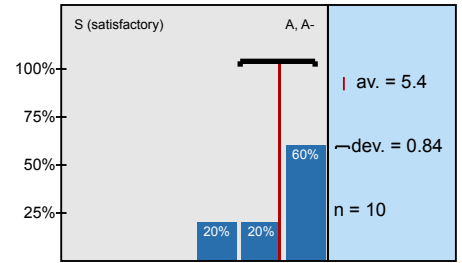 S (satisfactory) A, A-
100%
75%
50%
25%
20% 20% 60%
av. = 5.4
dev. = 0.84
n = 10